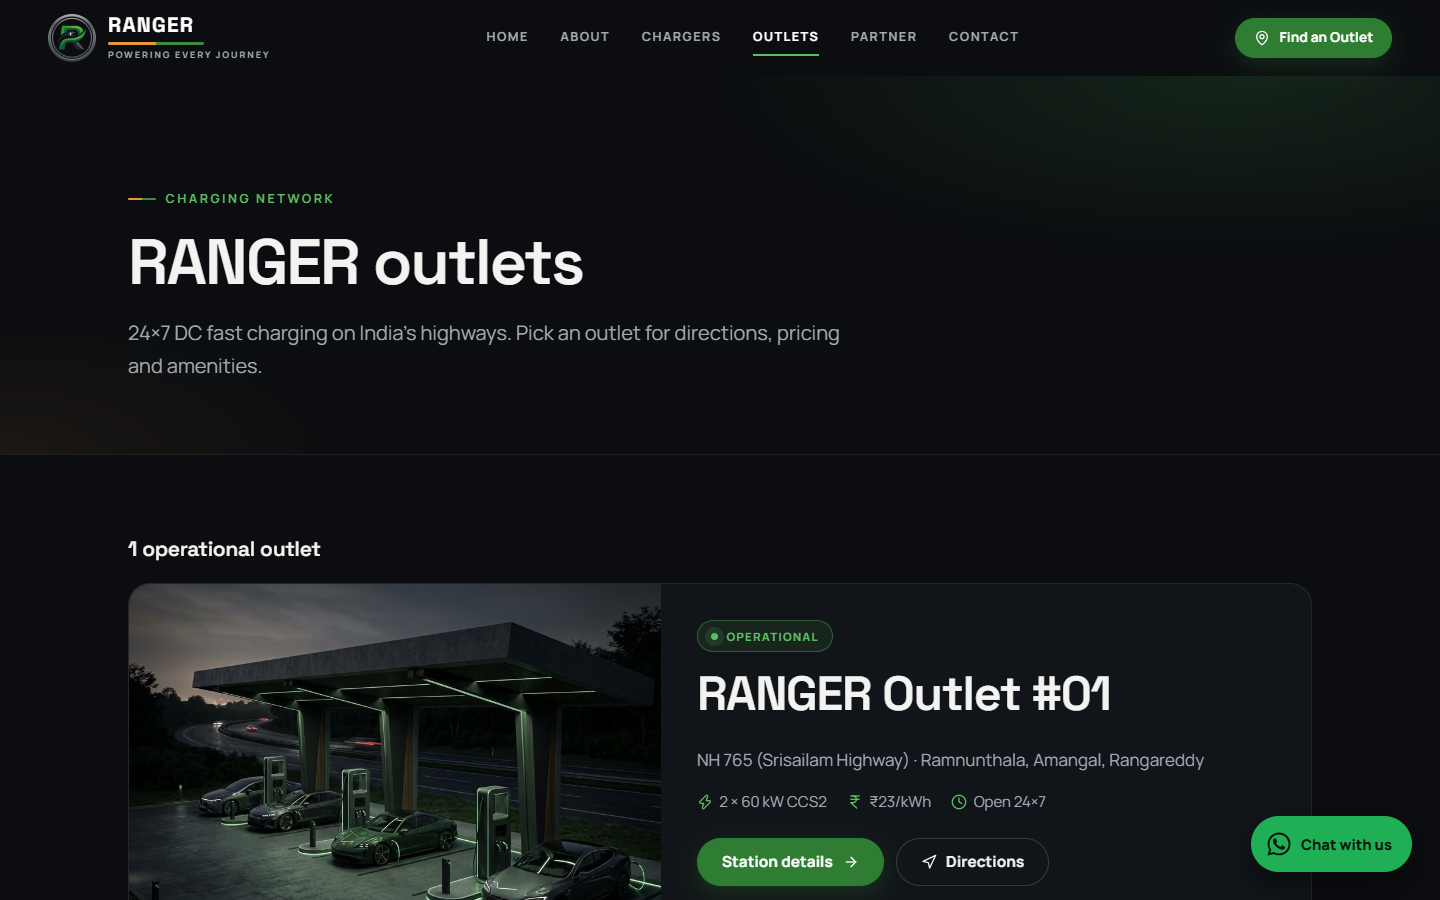 RANGER
POWERING EVERY JOURNEY
HOME
ABOUT
CHARGERS
OUTLETS
PARTNER
CONTACT
Find an Outlet
CHARGING NETWORK
RANGER outlets
24×7 DC fast charging on India's highways. Pick an outlet for directions, pricing
and amenities.
1 operational outlet
OPERATIONAL
RANGER Outlet #01
NH 765 (Srisailam Highway) · Ramnunthala, Amangal, Rangareddy
2 × 60 kW CCS2
₹23/kWh
Open 24×7
Station details
Directions
Chat with us